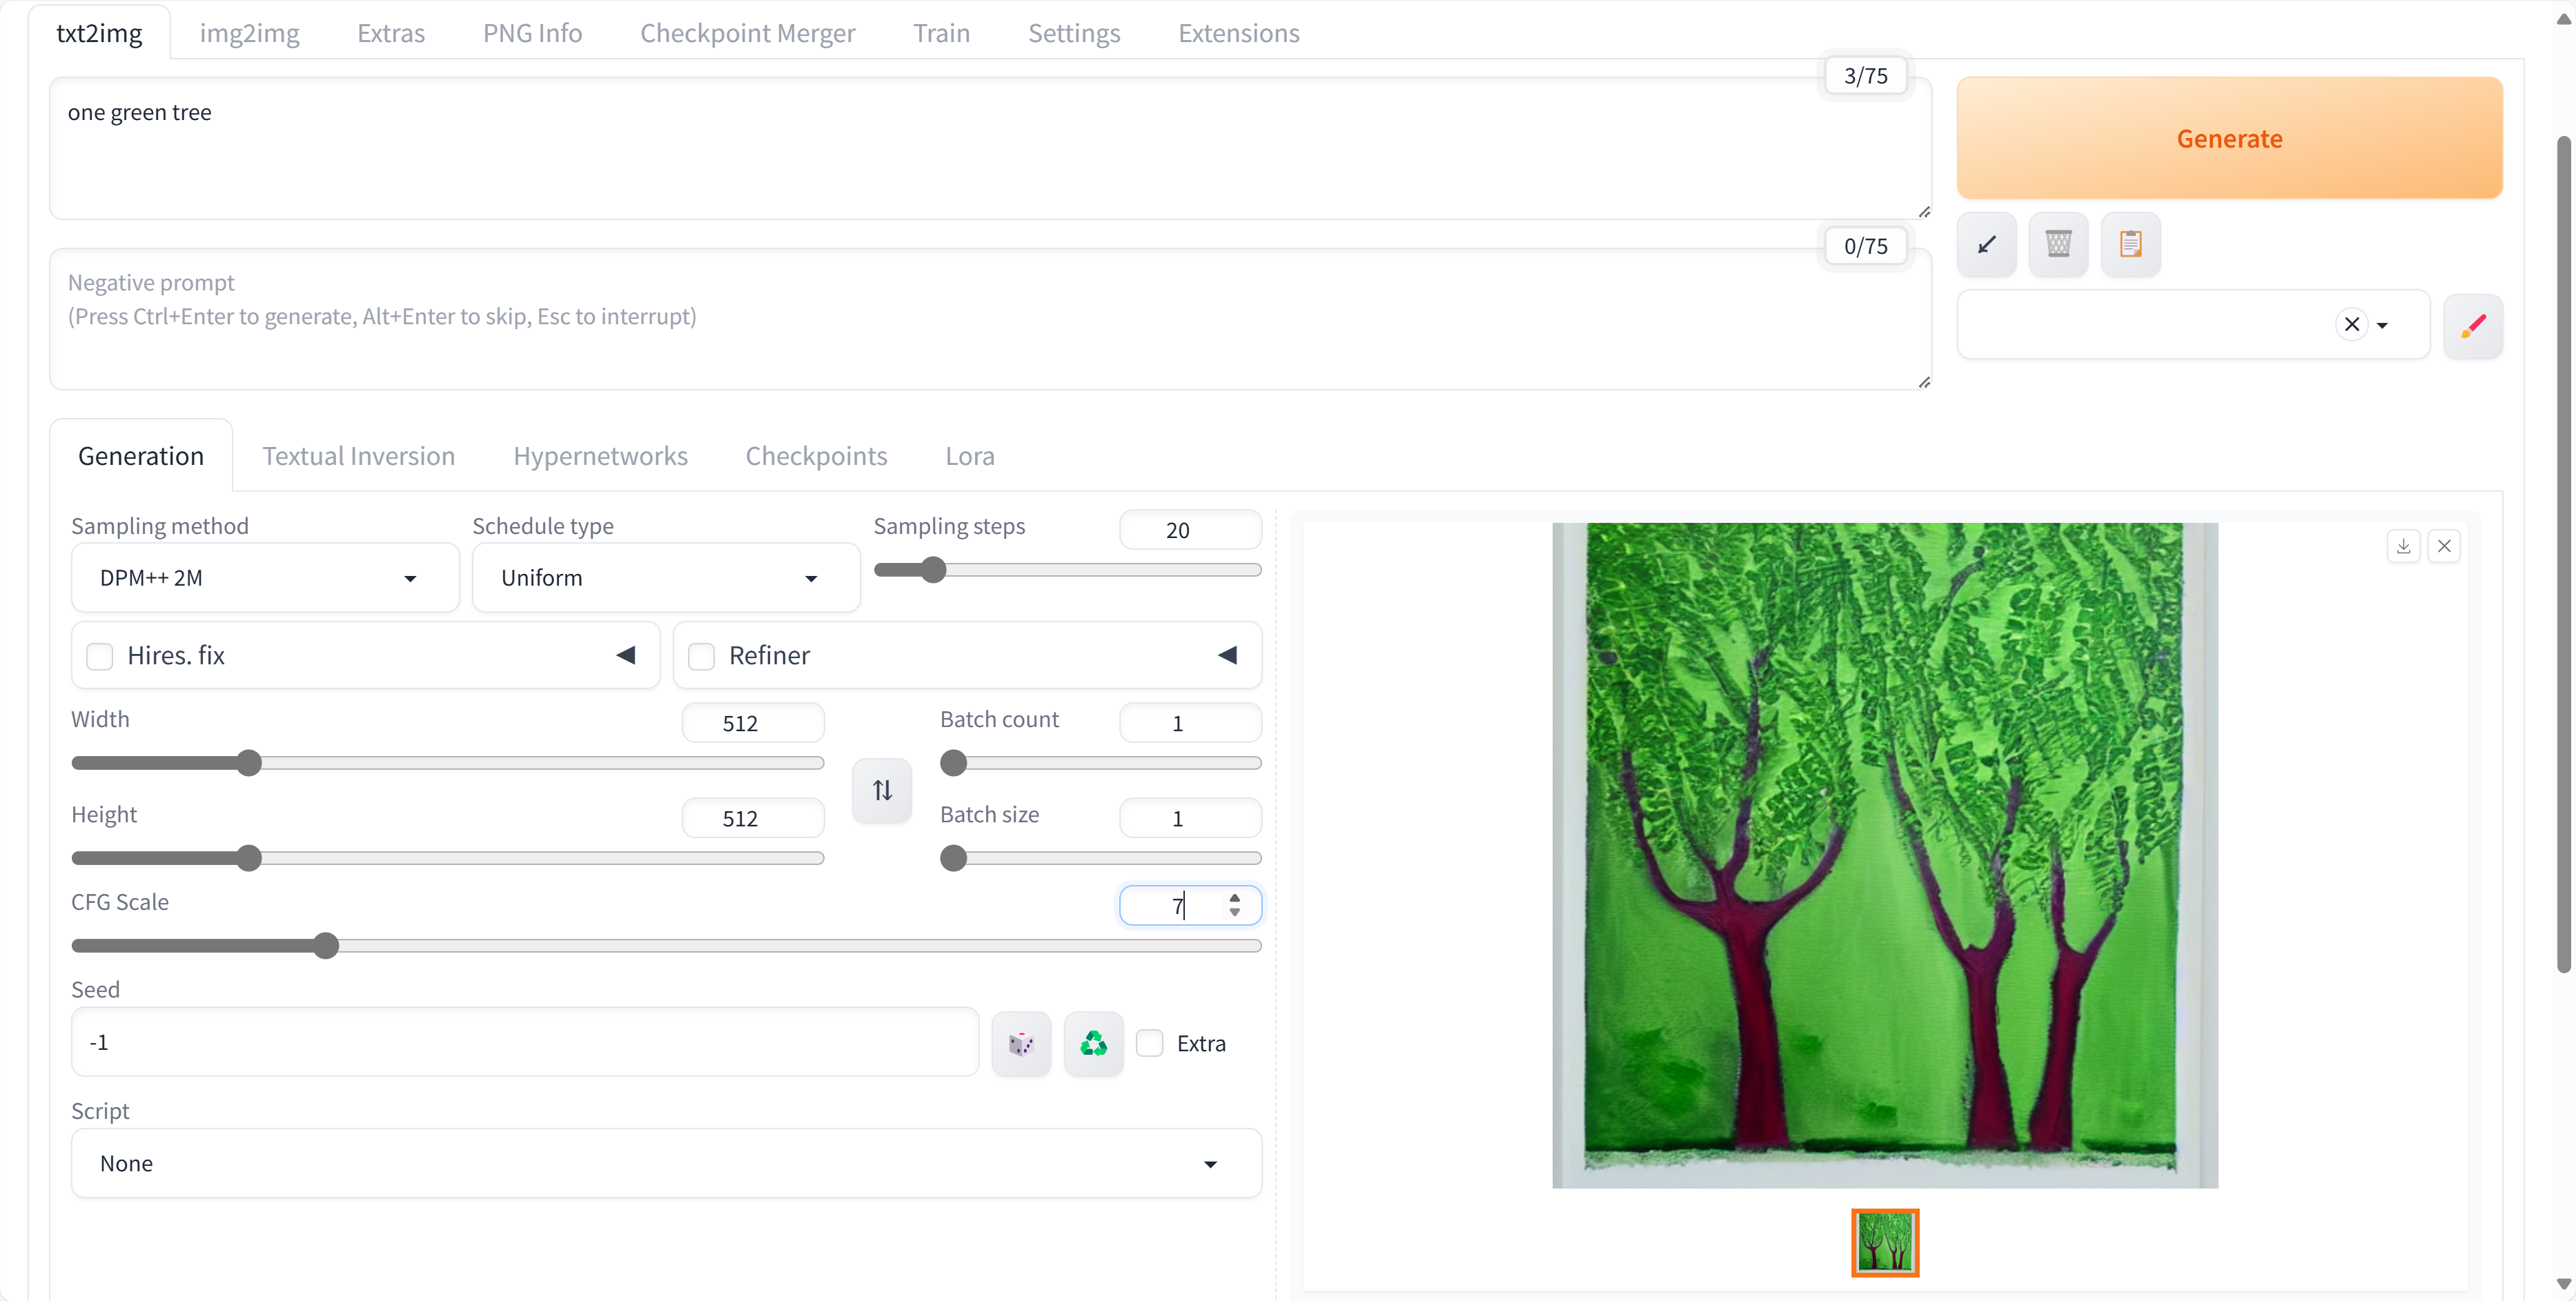 txt2img img2img Extras PNG Info Checkpoint Merger Train Settings Extensions
3/75
one green tree
Generate
0/75
Negative prompt
(Press Ctrl+Enter to generate, Alt+Enter to skip, Esc to interrupt)
Generation Textual Inversion Hypernetworks Checkpoints Lora
Sampling method Schedule type Sampling steps 20
DPM++ 2M Uniform
Hires. fix Refiner
Width 512 Batch count 1
Height 512 Batch size 1
CFG Scale 7
Seed
-1 Extra
Script
None